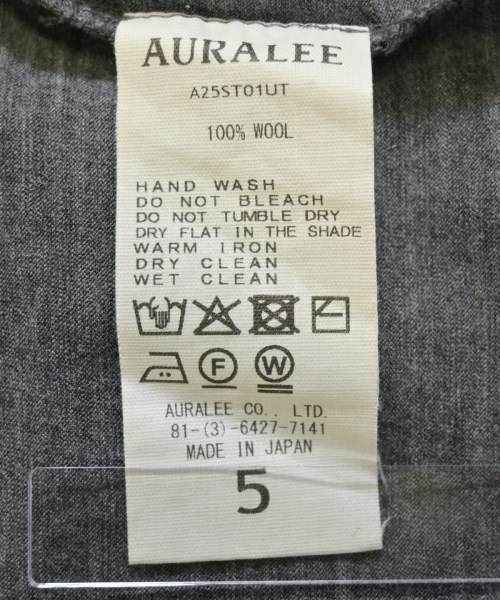 AURALEE
A25ST01UT
100% WOOL
HAND WASH
DO NOT BLEACH
DO NOT TUMBLE DRY
DRY FLAT IN THE SHADE
WARM IRON
DRY CLEAN
WET CLEAN
F W
AURALEE CO., LTD.
81-(3)-6427-7141
MADE IN JAPAN
5